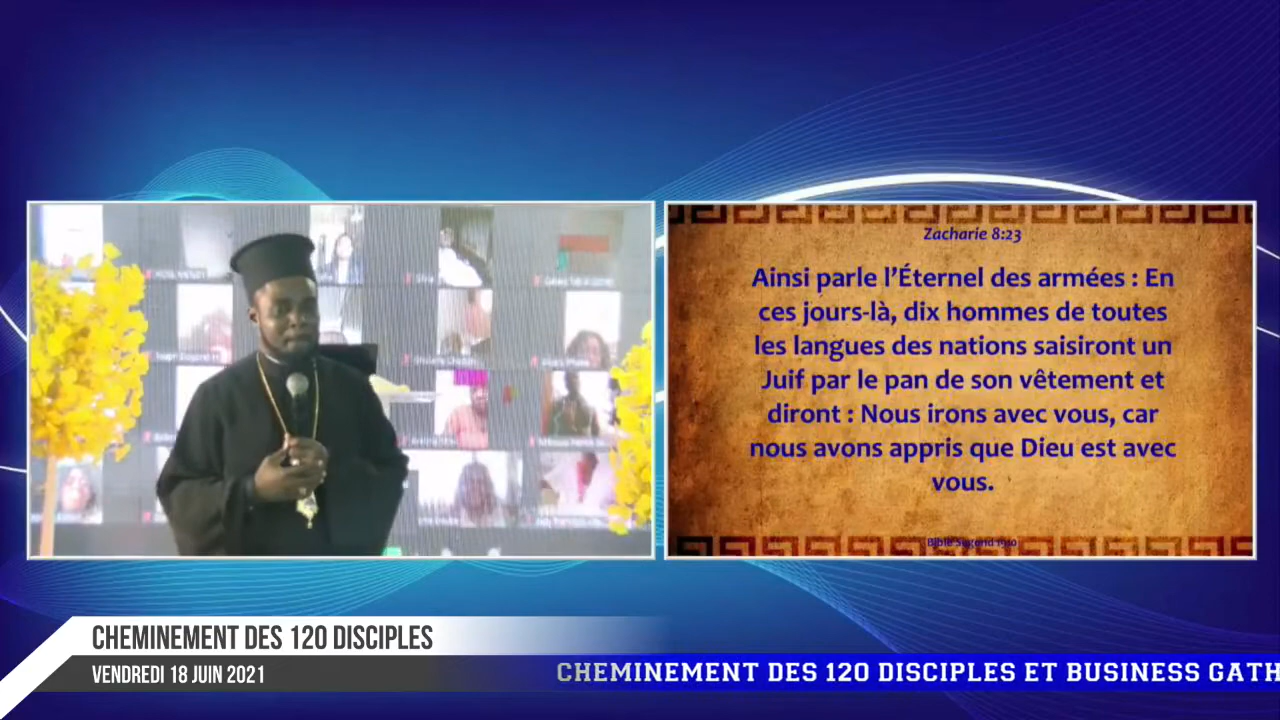 Zacharie 8:23
Ainsi parle l’Éternel des armées : En
ces jours-là, dix hommes de toutes
les langues des nations saisiront un
Juif par le pan de son vêtement et
diront : Nous irons avec vous, car
nous avons appris que Dieu est avec
vous.
Bible Segond 1910
CHEMINEMENT DES 120 DISCIPLES
VENDREDI 18 JUIN 2021
CHEMINEMENT DES 120 DISCIPLES ET BUSINESS GATH